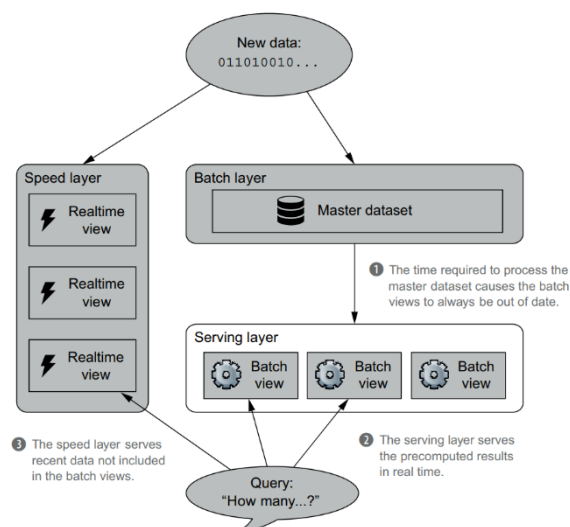 New data:
011010010...
Speed layer
Realtime
view
Realtime
view
Realtime
view
Batch layer
Master dataset
1 The time required to process the
master dataset causes the batch
views to always be out of date.
Serving layer
Batch
view
Batch
view
Batch
view
3 The speed layer serves
recent data not included
in the batch views.
2 The serving layer serves
the precomputed results
in real time.
Query:
“How many...?”